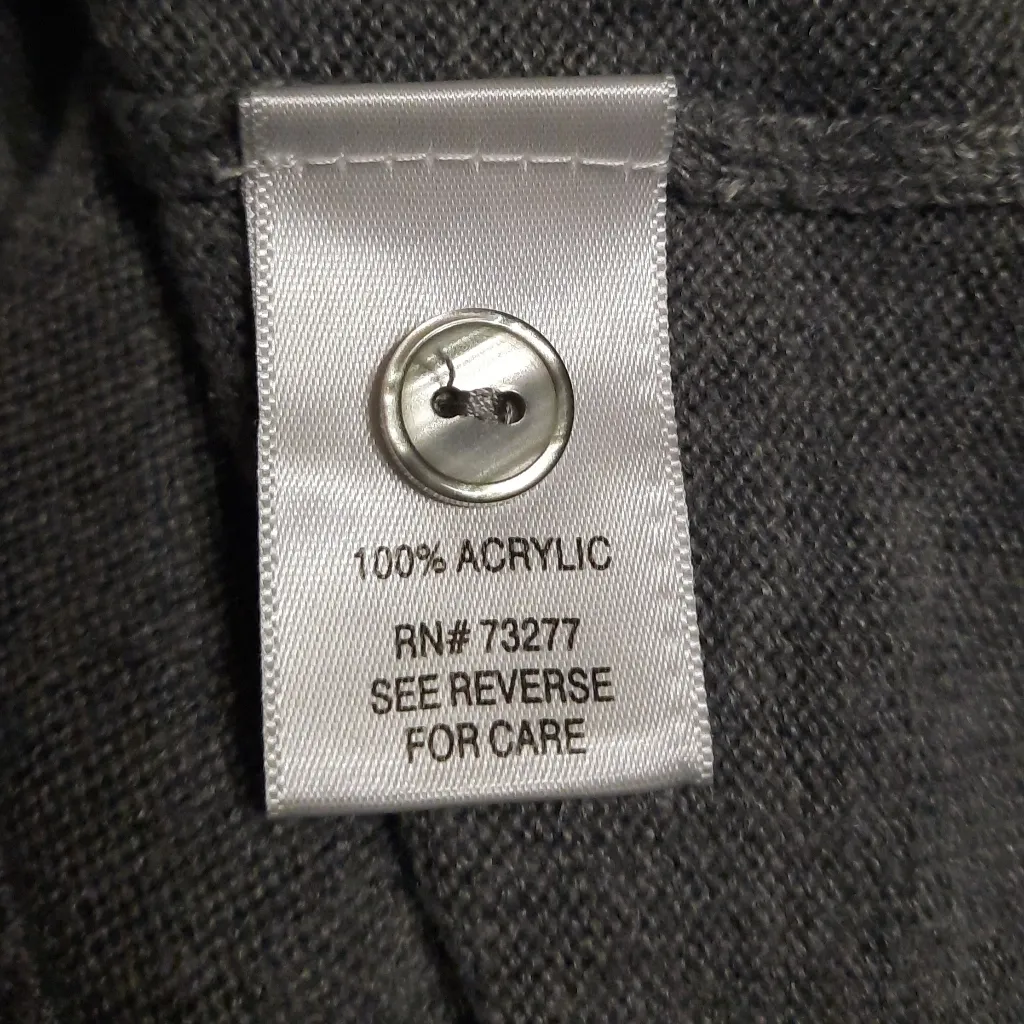 100% ACRYLIC
RN# 73277
SEE REVERSE
FOR CARE